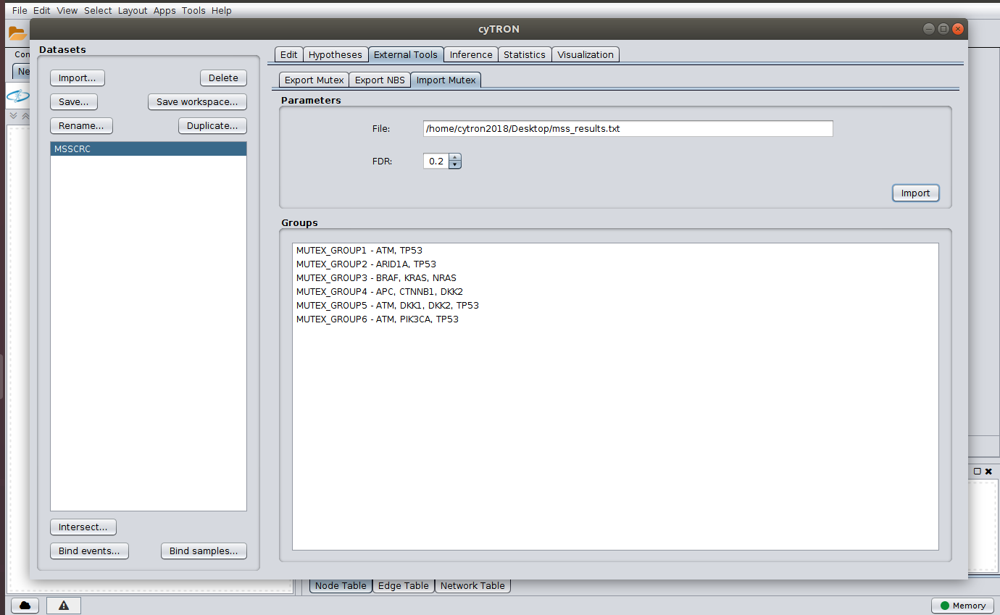 File Edit View Select Layout Apps Tools Help
cyTRON
Con
Ne
Datasets
Import...
Delete
Save...
Save workspace...
Rename...
Duplicate...
MSSCRC
Intersect...
Bind events...
Bind samples...
Edit Hypotheses External Tools Inference Statistics Visualization
Export Mutex Export NBS Import Mutex
Parameters
File: /home/cytron2018/Desktop/mss_results.txt
FDR: 0.2
Import
Groups
MUTEX_GROUP1 - ATM, TP53
MUTEX_GROUP2 - ARID1A, TP53
MUTEX_GROUP3 - BRAF, KRAS, NRAS
MUTEX_GROUP4 - APC, CTNNB1, DKK2
MUTEX_GROUP5 - ATM, DKK1, DKK2, TP53
MUTEX_GROUP6 - ATM, PIK3CA, TP53
Node Table Edge Table Network Table
Memory